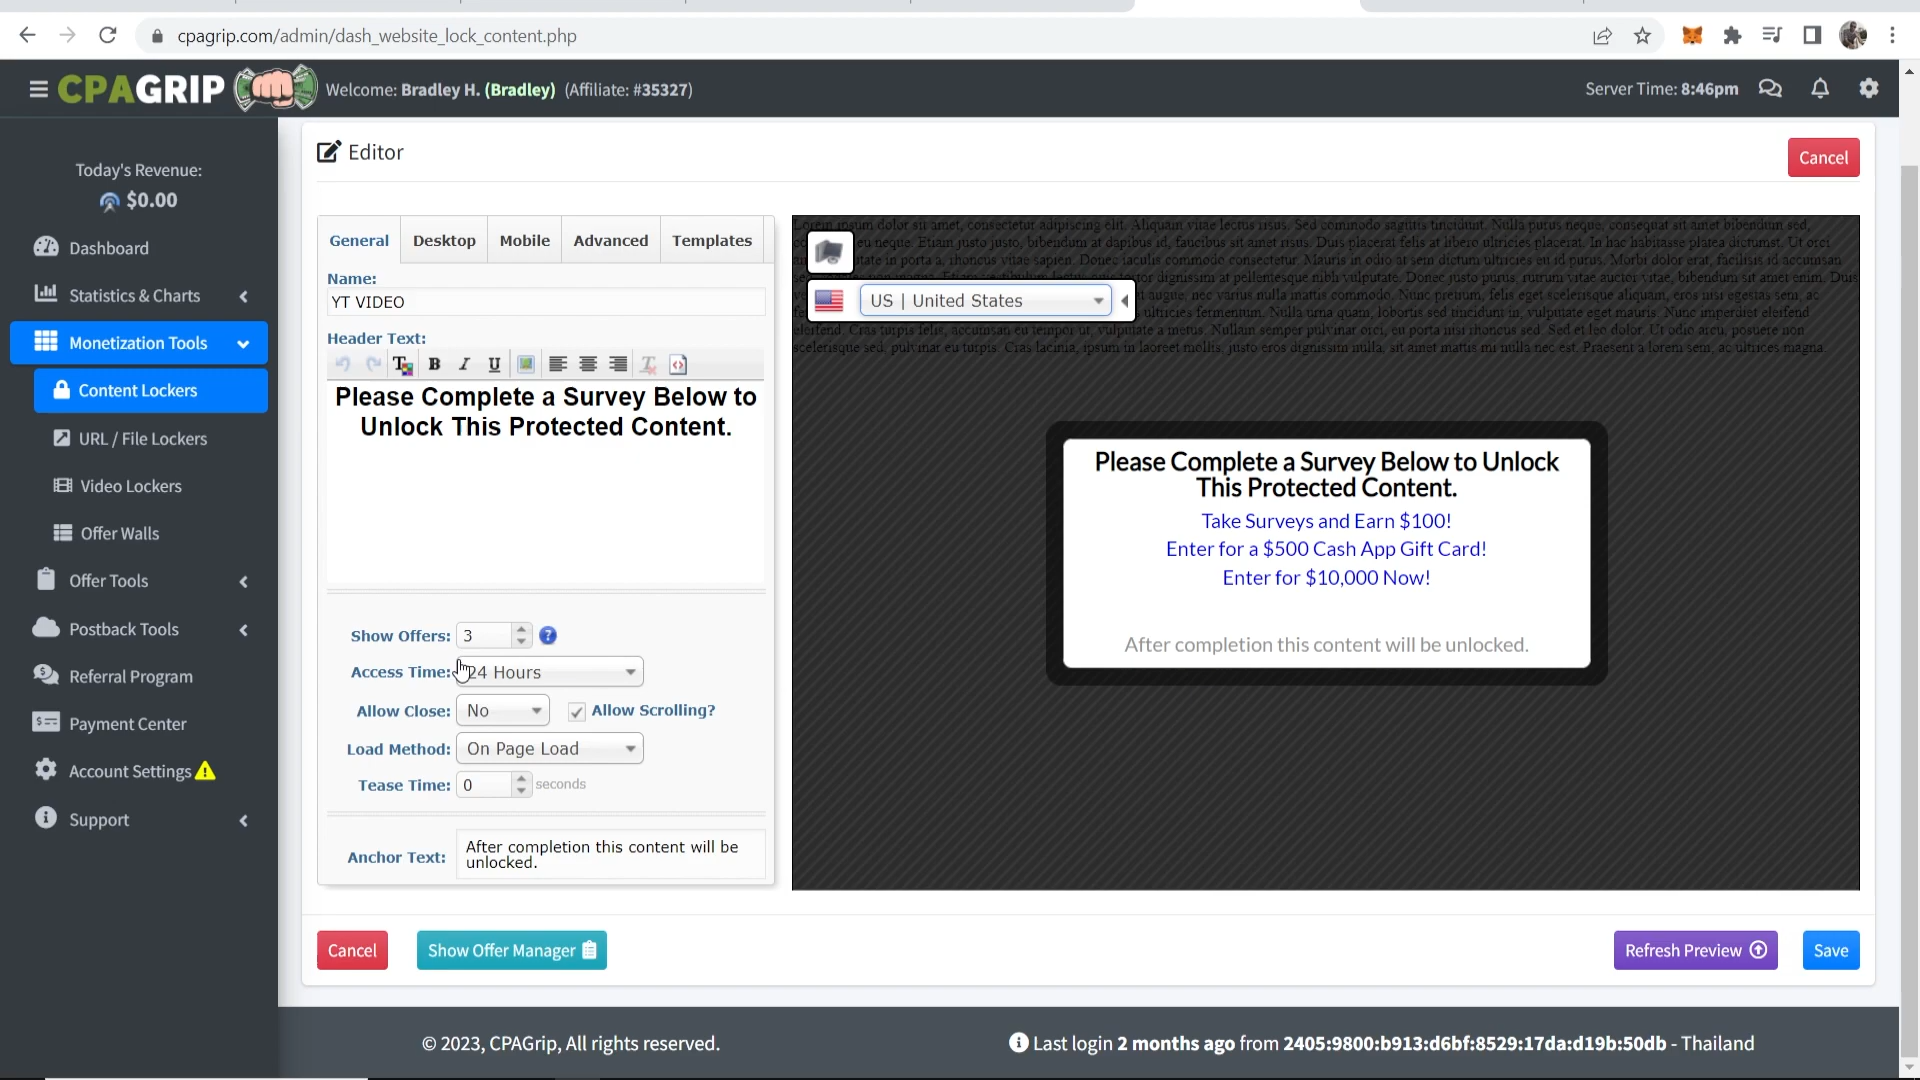 cpagrip.com/admin/dash_website_lock_content.php
CPAGRIP
Welcome: Bradley H. (Bradley) (Affiliate: #35327)
Server Time: 8:46pm
Today's Revenue:
$0.00
Dashboard
Statistics & Charts
Monetization Tools
Content Lockers
URL / File Lockers
Video Lockers
Offer Walls
Offer Tools
Postback Tools
Referral Program
Payment Center
Account Settings
Support
Editor
Cancel
General
Desktop
Mobile
Advanced
Templates
Name:
YT VIDEO
Header Text:
Please Complete a Survey Below to
Unlock This Protected Content.
Show Offers: 3
Access Time: 24 Hours
Allow Close: No
Allow Scrolling?
Load Method: On Page Load
Tease Time: 0 seconds
Anchor Text:
After completion this content will be
unlocked.
US | United States
Please Complete a Survey Below to Unlock
This Protected Content.
Take Surveys and Earn $100!
Enter for a $500 Cash App Gift Card!
Enter for $10,000 Now!
After completion this content will be unlocked.
Cancel
Show Offer Manager
Refresh Preview
Save
© 2023, CPAGrip, All rights reserved.
Last login 2 months ago from 2405:9800:b913:d6bf:8529:17da:d19b:50db - Thailand